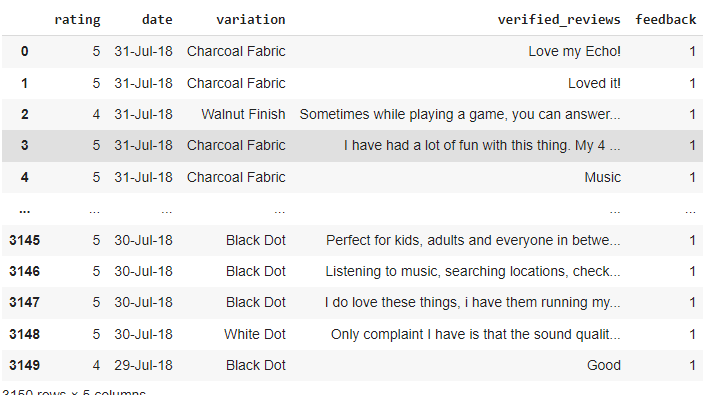 rating date variation verified_reviews feedback
0 5 31-Jul-18 Charcoal Fabric Love my Echo! 1
1 5 31-Jul-18 Charcoal Fabric Loved it! 1
2 4 31-Jul-18 Walnut Finish Sometimes while playing a game, you can answer... 1
3 5 31-Jul-18 Charcoal Fabric I have had a lot of fun with this thing. My 4 ... 1
4 5 31-Jul-18 Charcoal Fabric Music 1
... ... ... ... ... ...
3145 5 30-Jul-18 Black Dot Perfect for kids, adults and everyone in betwe... 1
3146 5 30-Jul-18 Black Dot Listening to music, searching locations, check... 1
3147 5 30-Jul-18 Black Dot I do love these things, i have them running my... 1
3148 5 30-Jul-18 White Dot Only complaint I have is that the sound qualit... 1
3149 4 29-Jul-18 Black Dot Good 1
3150 rows × 5 columns